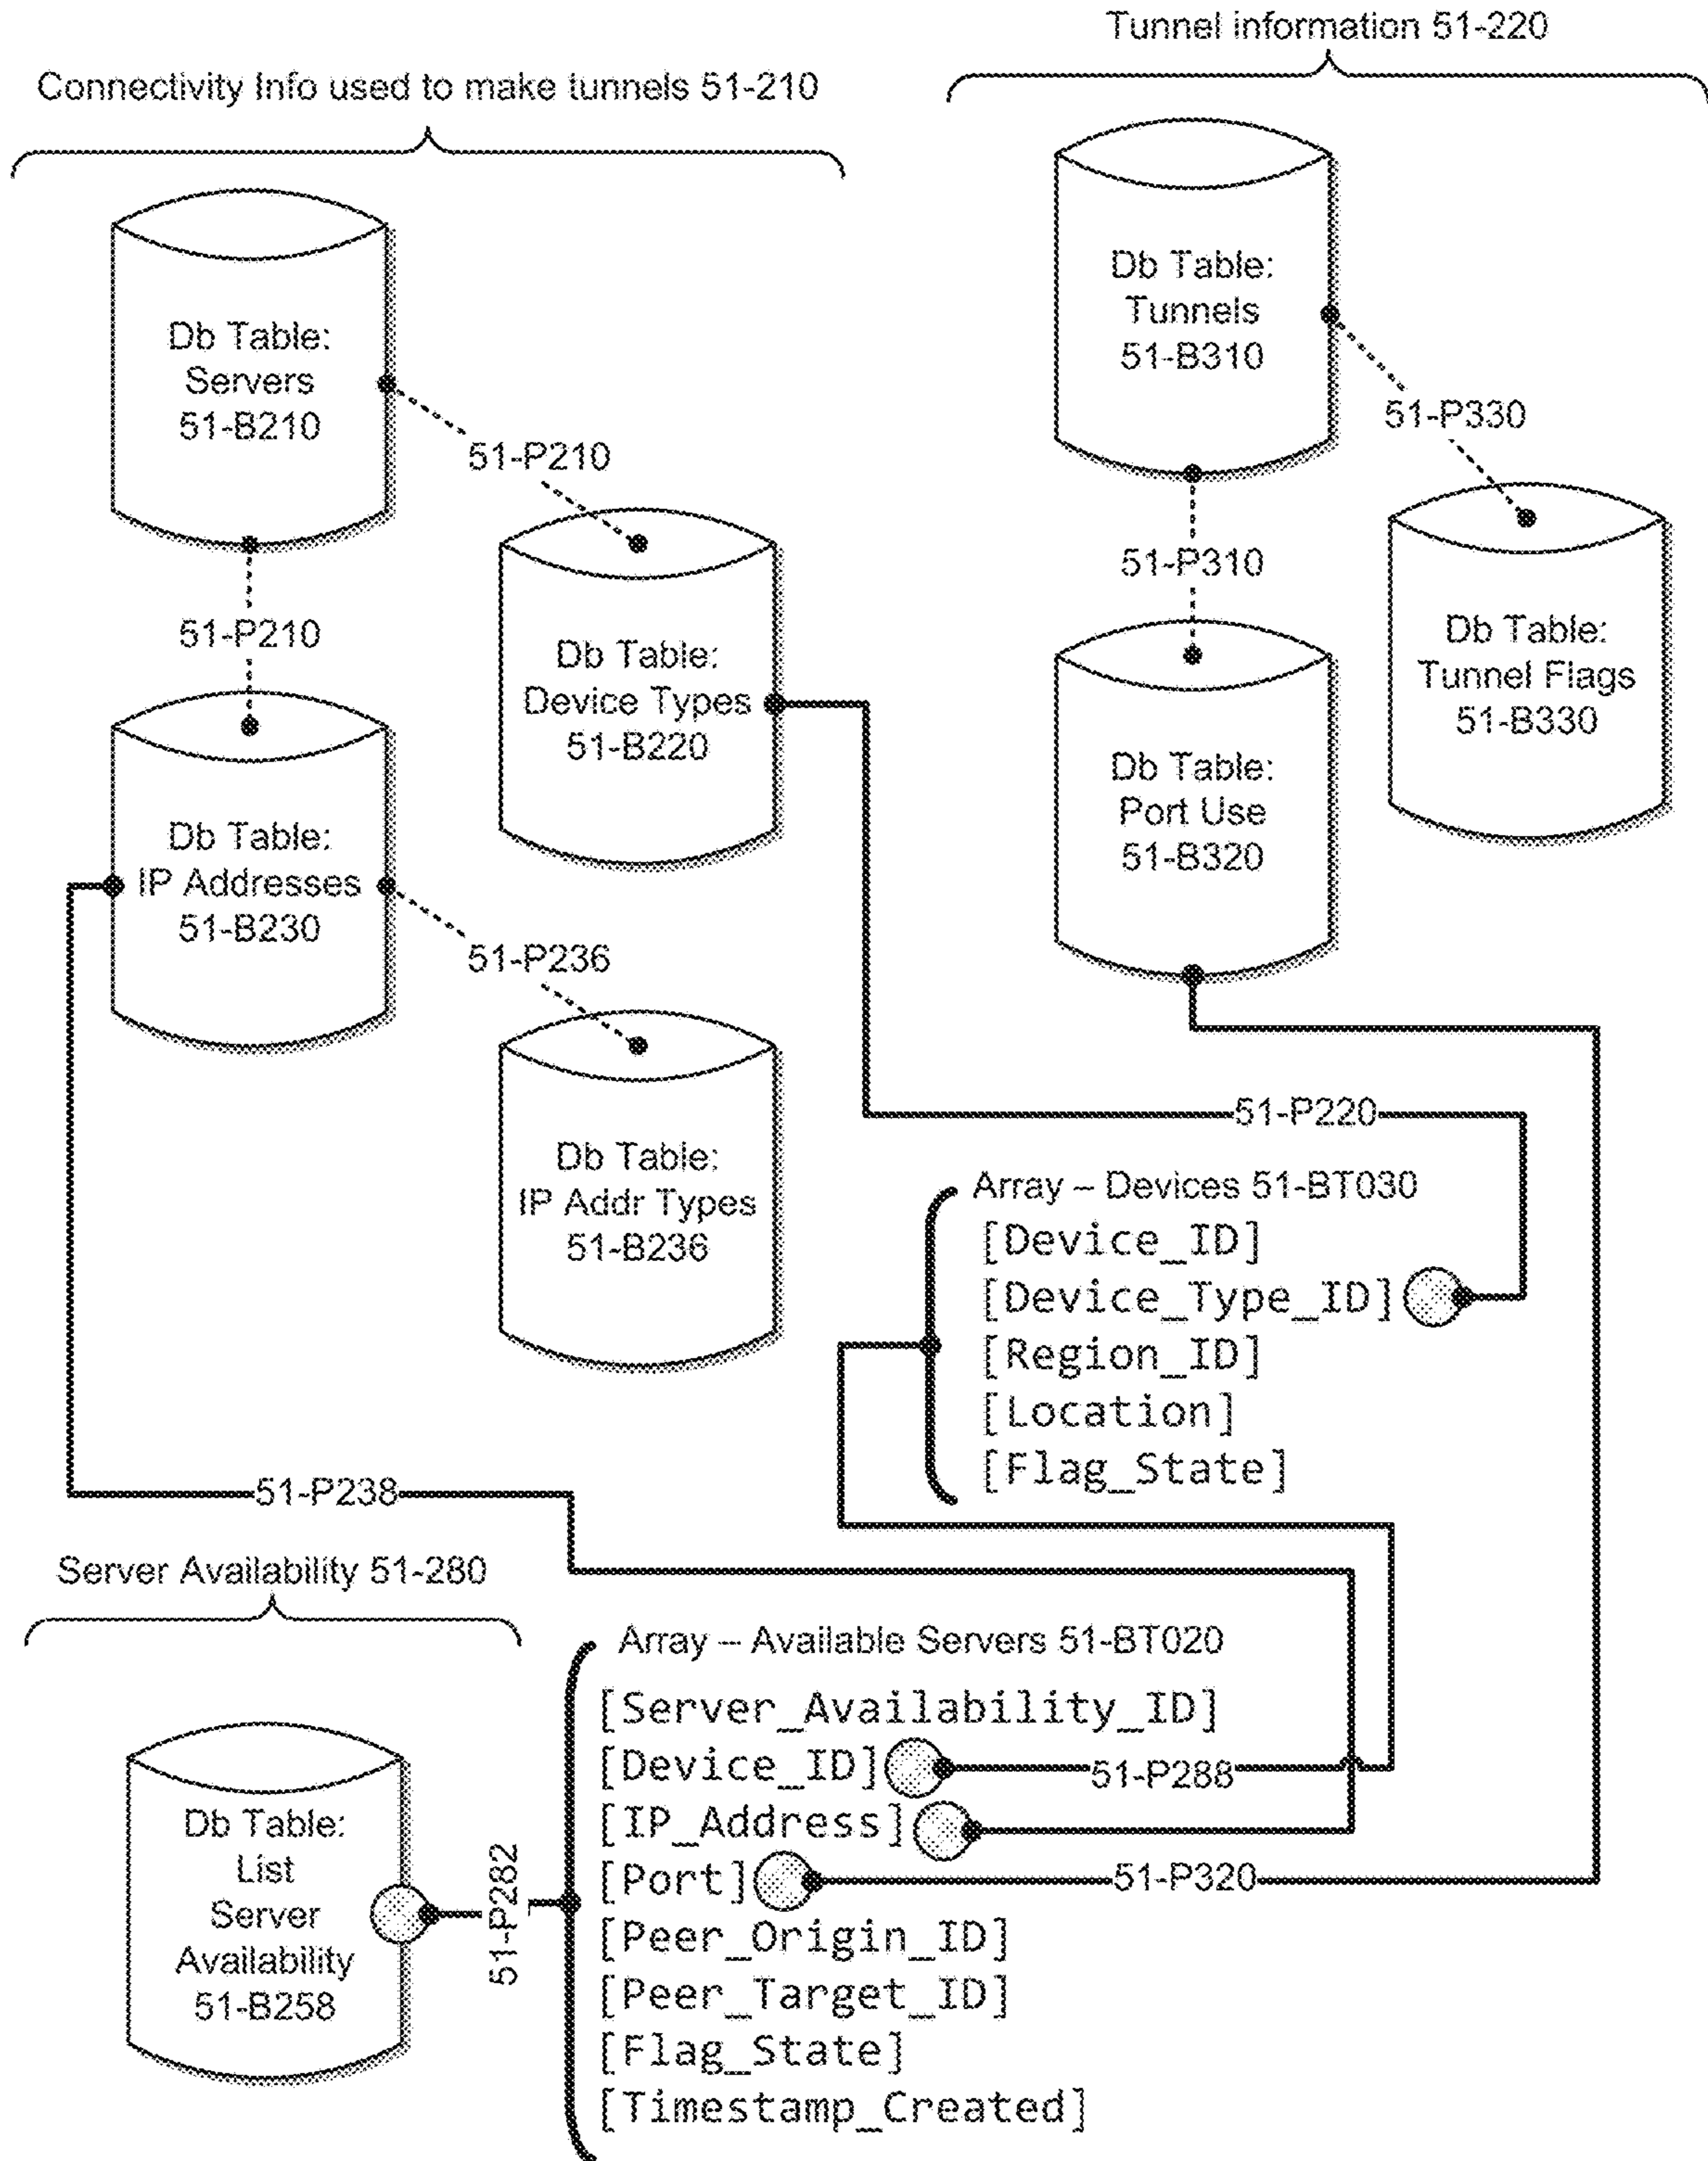 Tunnel information 51-220
Connectivity Info used to make tunnels 51-210
Db Table:
Servers
51-B210
51-P210
51-P210
Db Table:
Device Types
51-B220
Db Table:
IP Addresses
51-B230
51-P236
Db Table:
IP Addr Types
51-B236
Db Table:
Tunnels
51-B310
51-P330
51-P310
Db Table:
Tunnel Flags
51-B330
Db Table:
Port Use
51-B320
51-P220
Array – Devices 51-BT030
[Device_ID]
[Device_Type_ID]
[Region_ID]
[Location]
[Flag_State]
51-P238
Server Availability 51-280
Db Table:
List
Server
Availability
51-B258
51-P282
Array – Available Servers 51-BT020
[Server_Availability_ID]
[Device_ID]
51-P288
[IP_Address]
[Port]
51-P320
[Peer_Origin_ID]
[Peer_Target_ID]
[Flag_State]
[Timestamp_Created]